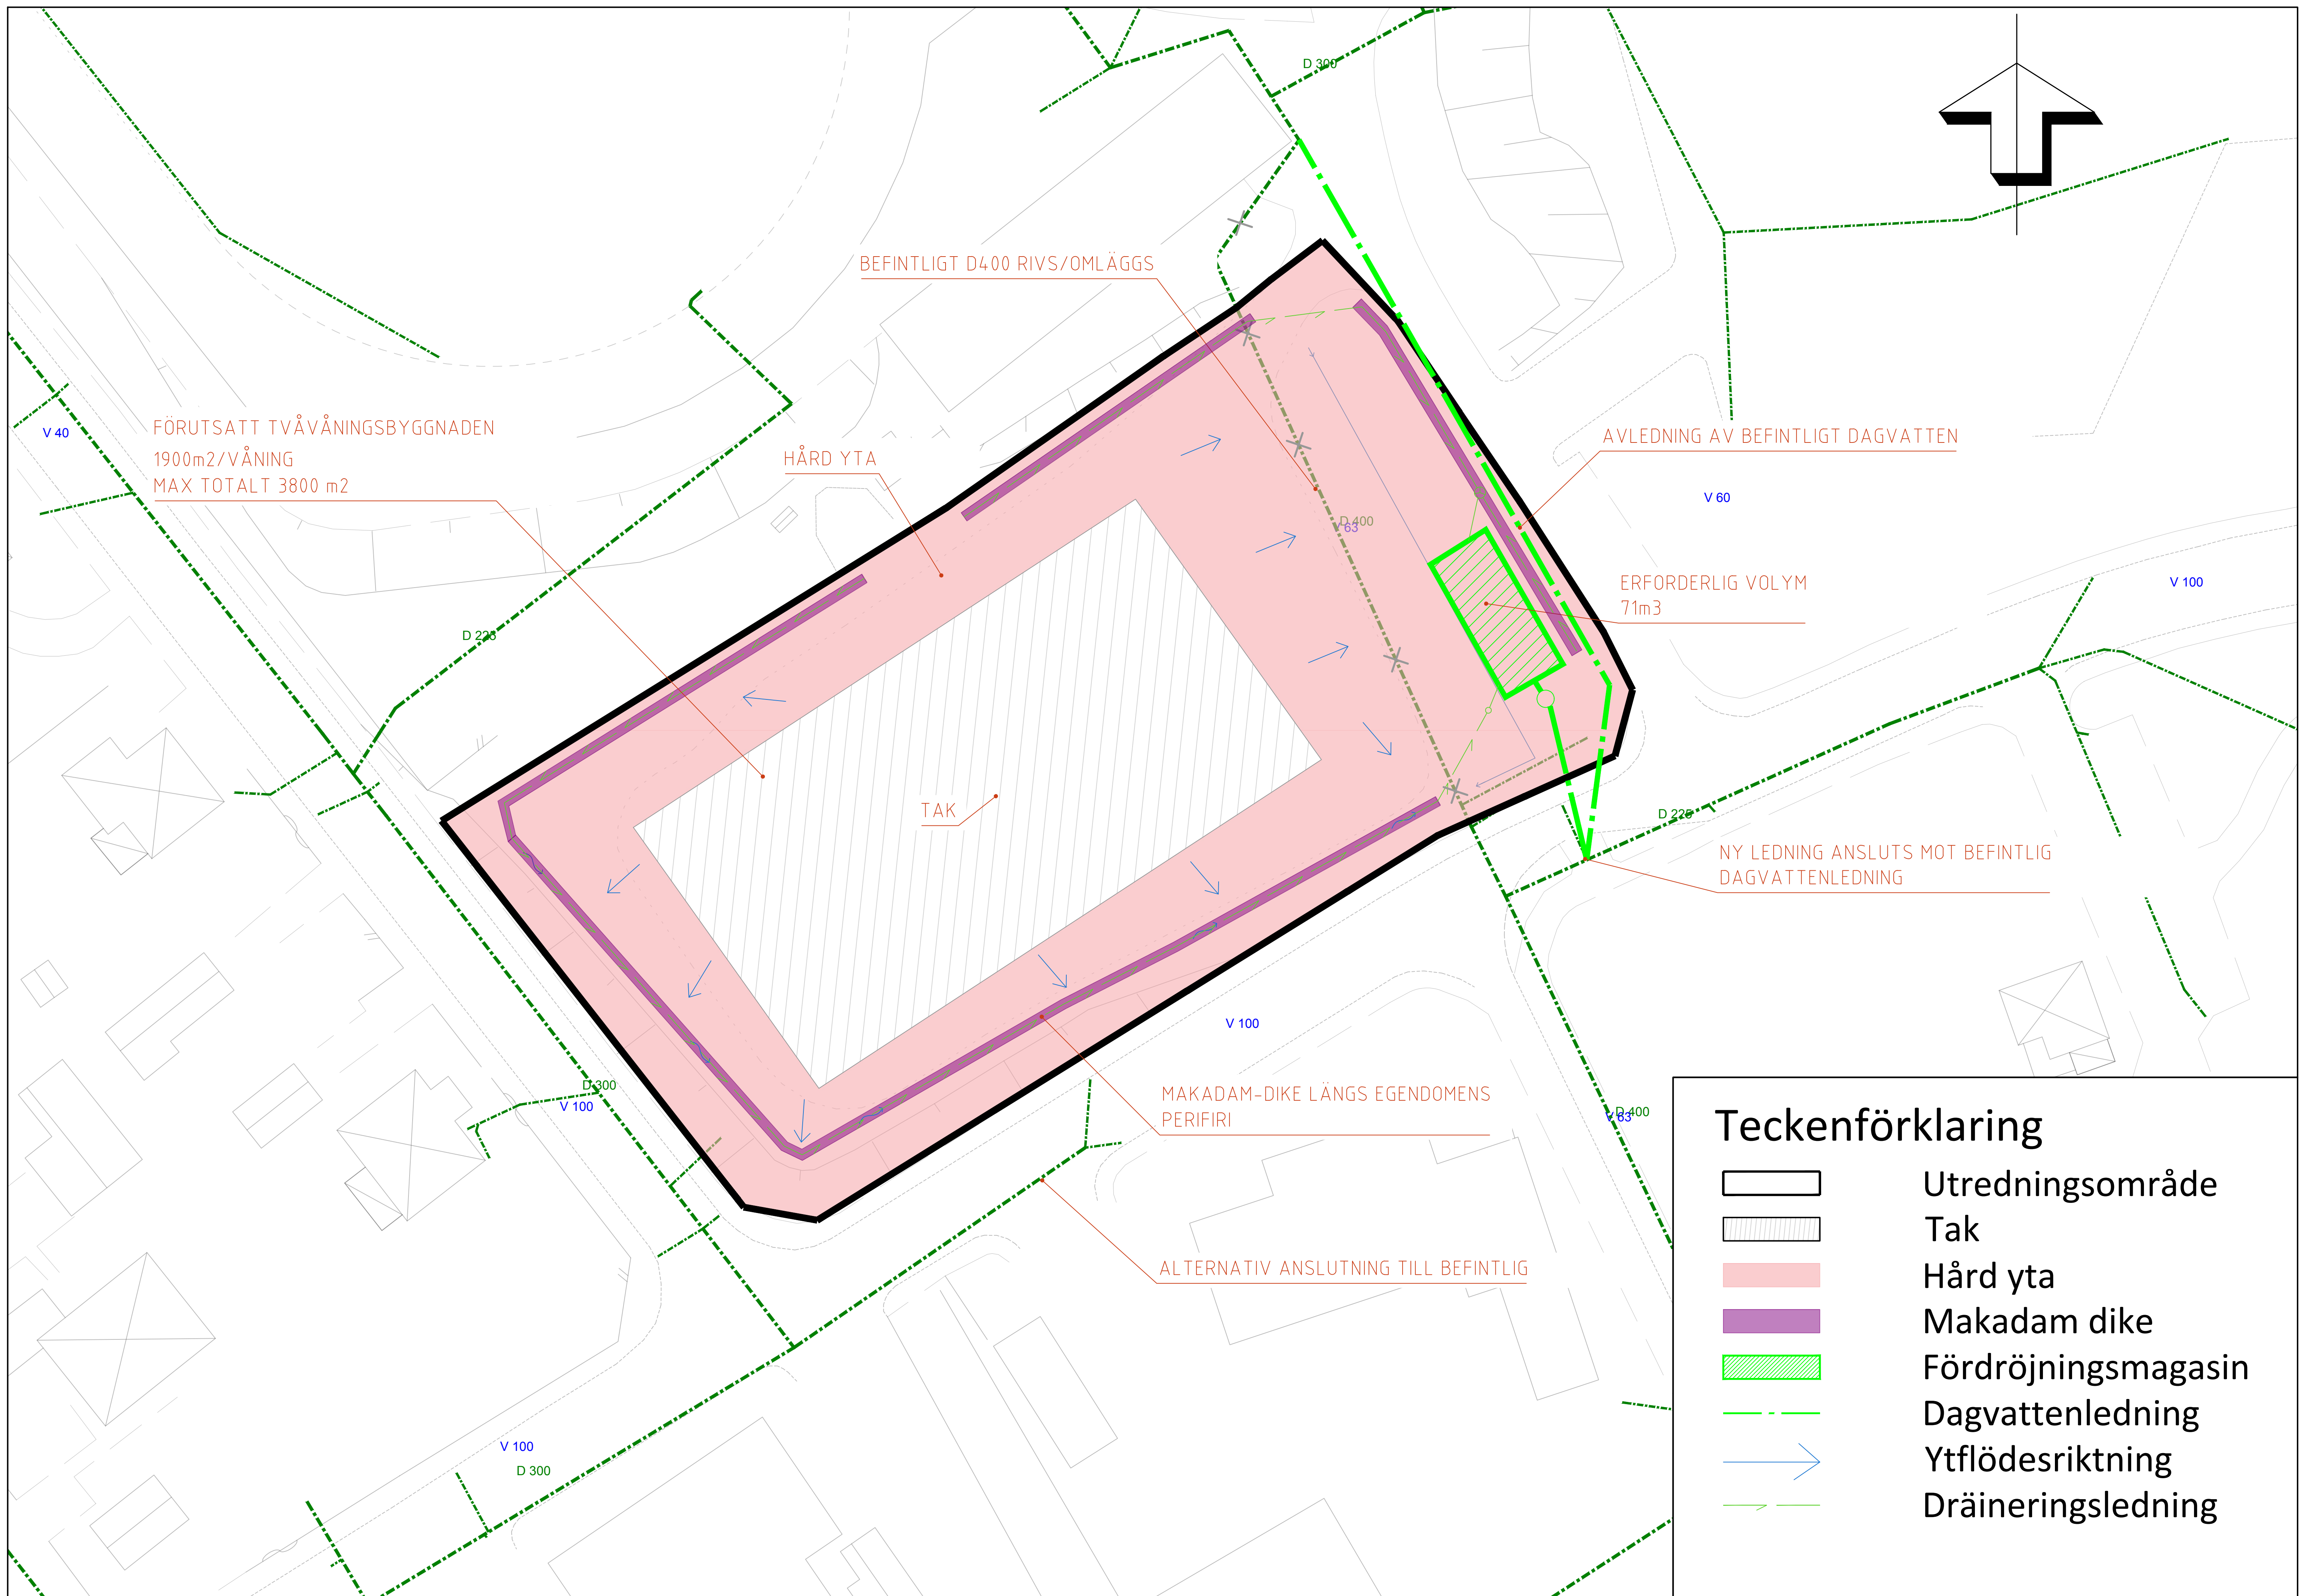 D 300
BEFINTLIGT D400 RIVS/OMLÄGGS
FÖRUTSATT TVÅVÅNINGSBYGGNADEN
1900m2/VÅNING
MAX TOTALT 3800 m2
V 40
HÅRD YTA
AVLEDNING AV BEFINTLIGT DAGVATTEN
V 60
D 400
V 63
ERFORDERLIG VOLYM
71m3
V 100
D 225
TAK
D 225
NY LEDNING ANSLUTS MOT BEFINTLIG
DAGVATTENLEDNING
V 100
D 300
V 100
MAKADAM-DIKE LÄNGS EGENDOMENS
PERIFIRI
D 400
V 63
ALTERNATIV ANSLUTNING TILL BEFINTLIG
V 100
D 300
Teckenförklaring
Utredningsområde
Tak
Hård yta
Makadam dike
Fördröjningsmagasin
Dagvattenledning
Ytflödesriktning
Dräineringsledning